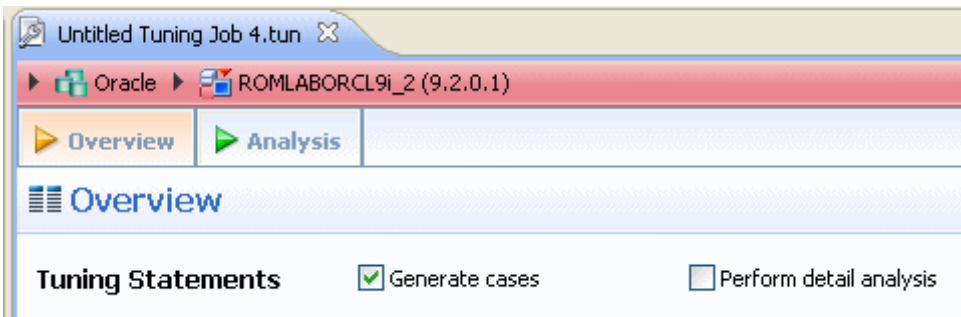 Untitled Tuning Job 4.tun
Oracle ROMLABORCL9i_2 (9.2.0.1)
Overview Analysis
Overview
Tuning Statements Generate cases Perform detail analysis